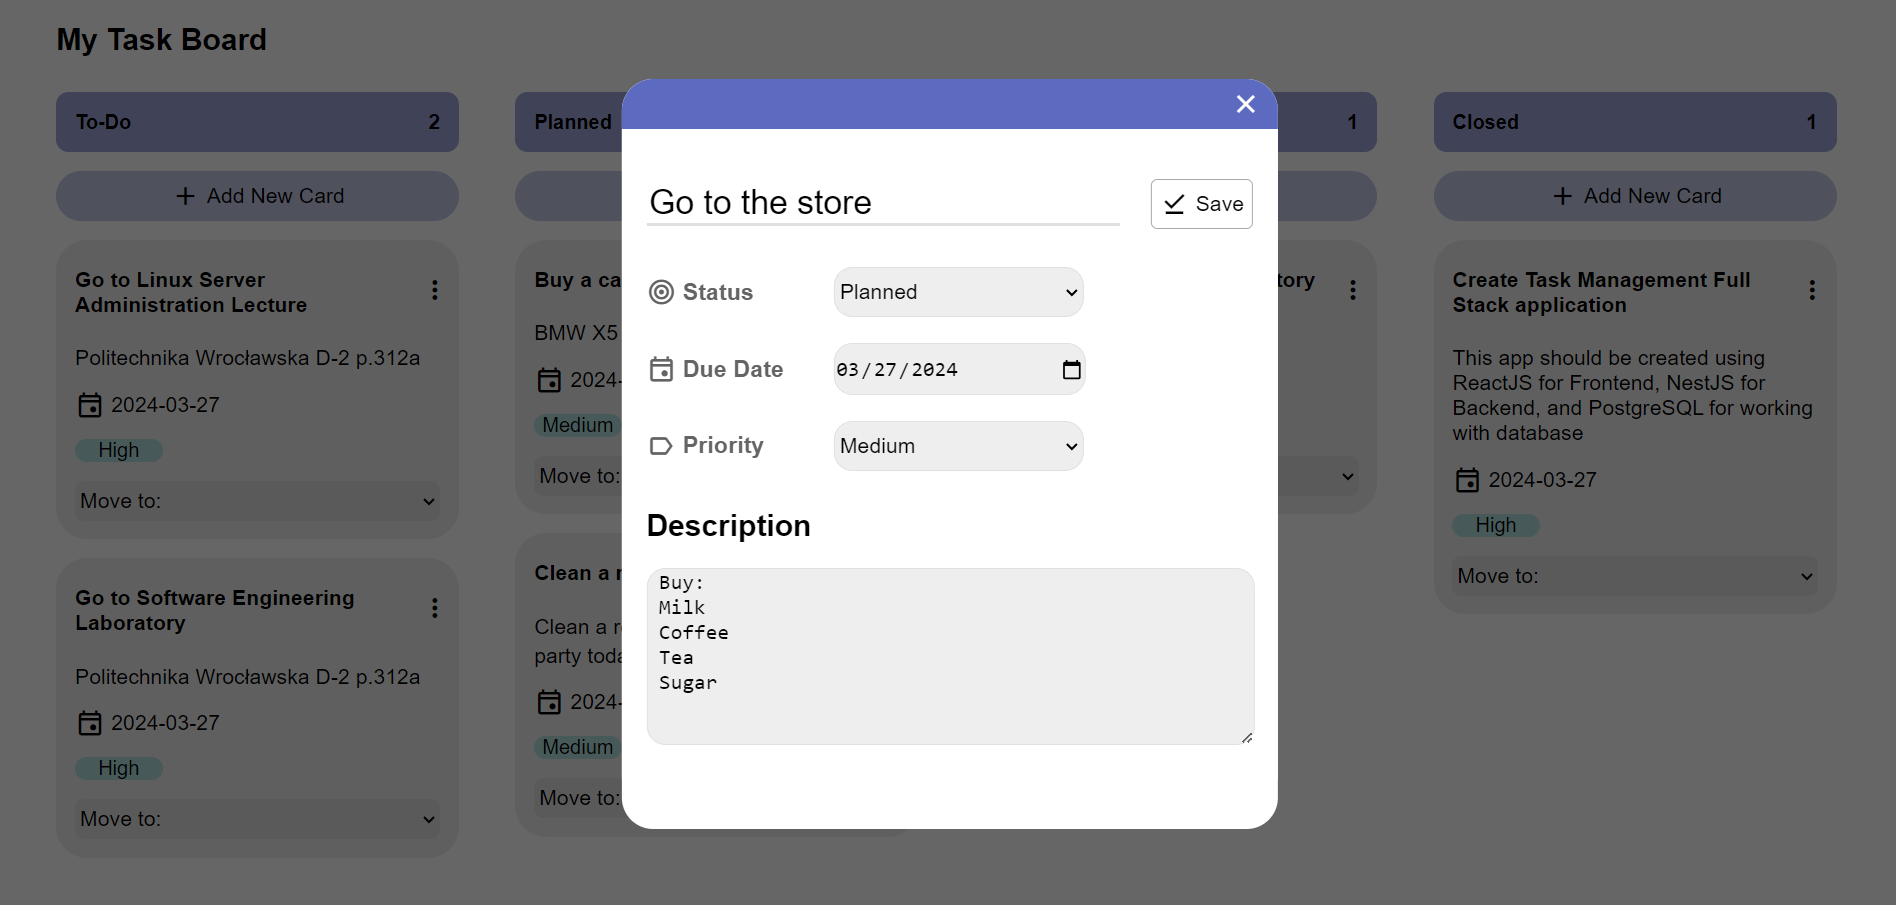 My Task Board
To-Do 2
Add New Card
Go to Linux Server
Administration Lecture
Politechnika Wrocławska D-2 p.312a
2024-03-27
High
Move to:
Go to Software Engineering
Laboratory
Politechnika Wrocławska D-2 p.312a
2024-03-27
High
Move to:
Planned
Buy a ca
BMW X5
2024-
Medium
Move to:
Clean a
Clean a
party toda
2024-
Medium
Move to:
Go to the store
Save
Status
Planned
Due Date
03/27/2024
Priority
Medium
Description
Buy:
Milk
Coffee
Tea
Sugar
1
tory
Closed 1
Add New Card
Create Task Management Full
Stack application
This app should be created using
ReactJS for Frontend, NestJS for
Backend, and PostgreSQL for working
with database
2024-03-27
High
Move to: